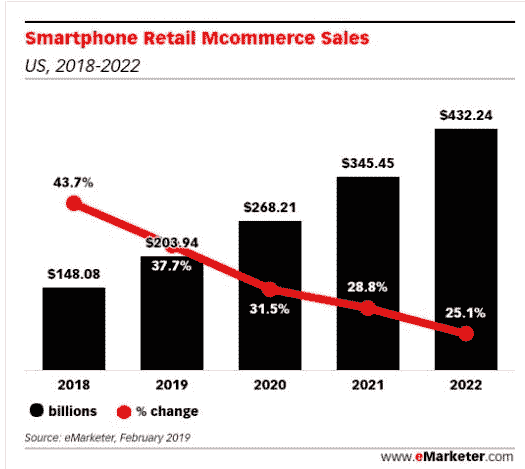 Smartphone Retail Mcommerce Sales
US, 2018-2022
$432.24
$345.45
43.7%
$268.21
$203.94
37.7%
$148.08
28.8%
31.5%
25.1%
2018 2019 2020 2021 2022
billions % change
Source: eMarketer, February 2019
www.eMarketer.com